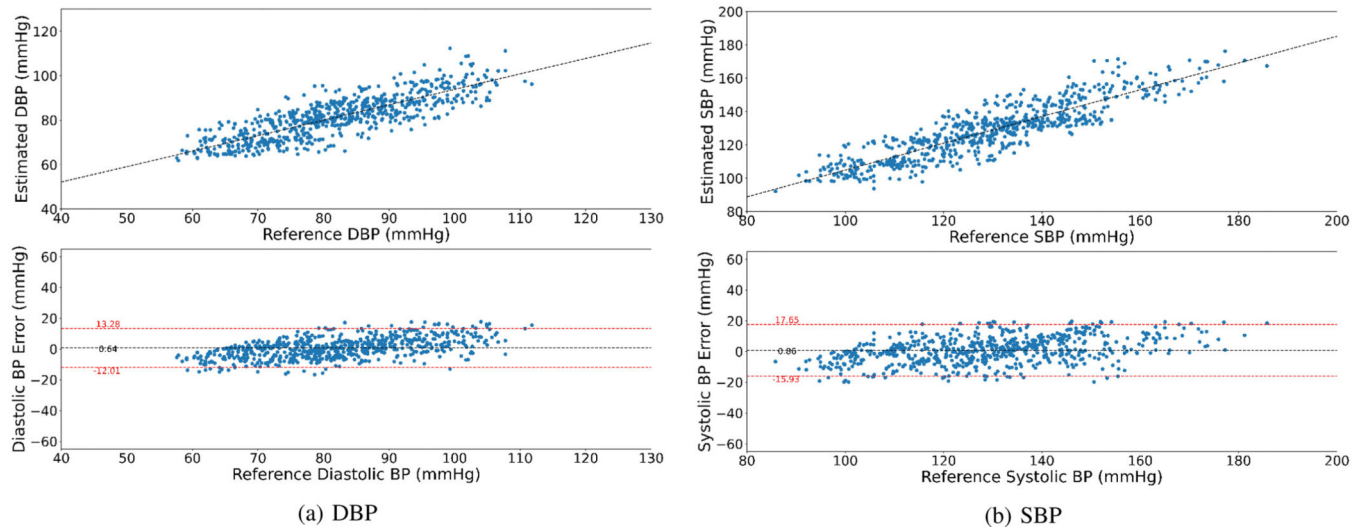 Estimated DBP (mmHg)
120
100
80
60
40
40 50 60 70 80 90 100 110 120 130
Reference DBP (mmHg)
Diastolic BP Error (mmHg)
60
40
20
0
−20
−40
−60
13.28
0.64
-12.01
40 50 60 70 80 90 100 110 120 130
Reference Diastolic BP (mmHg)
(a) DBP
Estimated SBP (mmHg)
200
180
160
140
120
100
80
80 100 120 140 160 180 200
Reference SBP (mmHg)
Systolic BP Error (mmHg)
60
40
20
0
−20
−40
−60
17.65
0.86
-15.93
80 100 120 140 160 180 200
Reference Systolic BP (mmHg)
(b) SBP